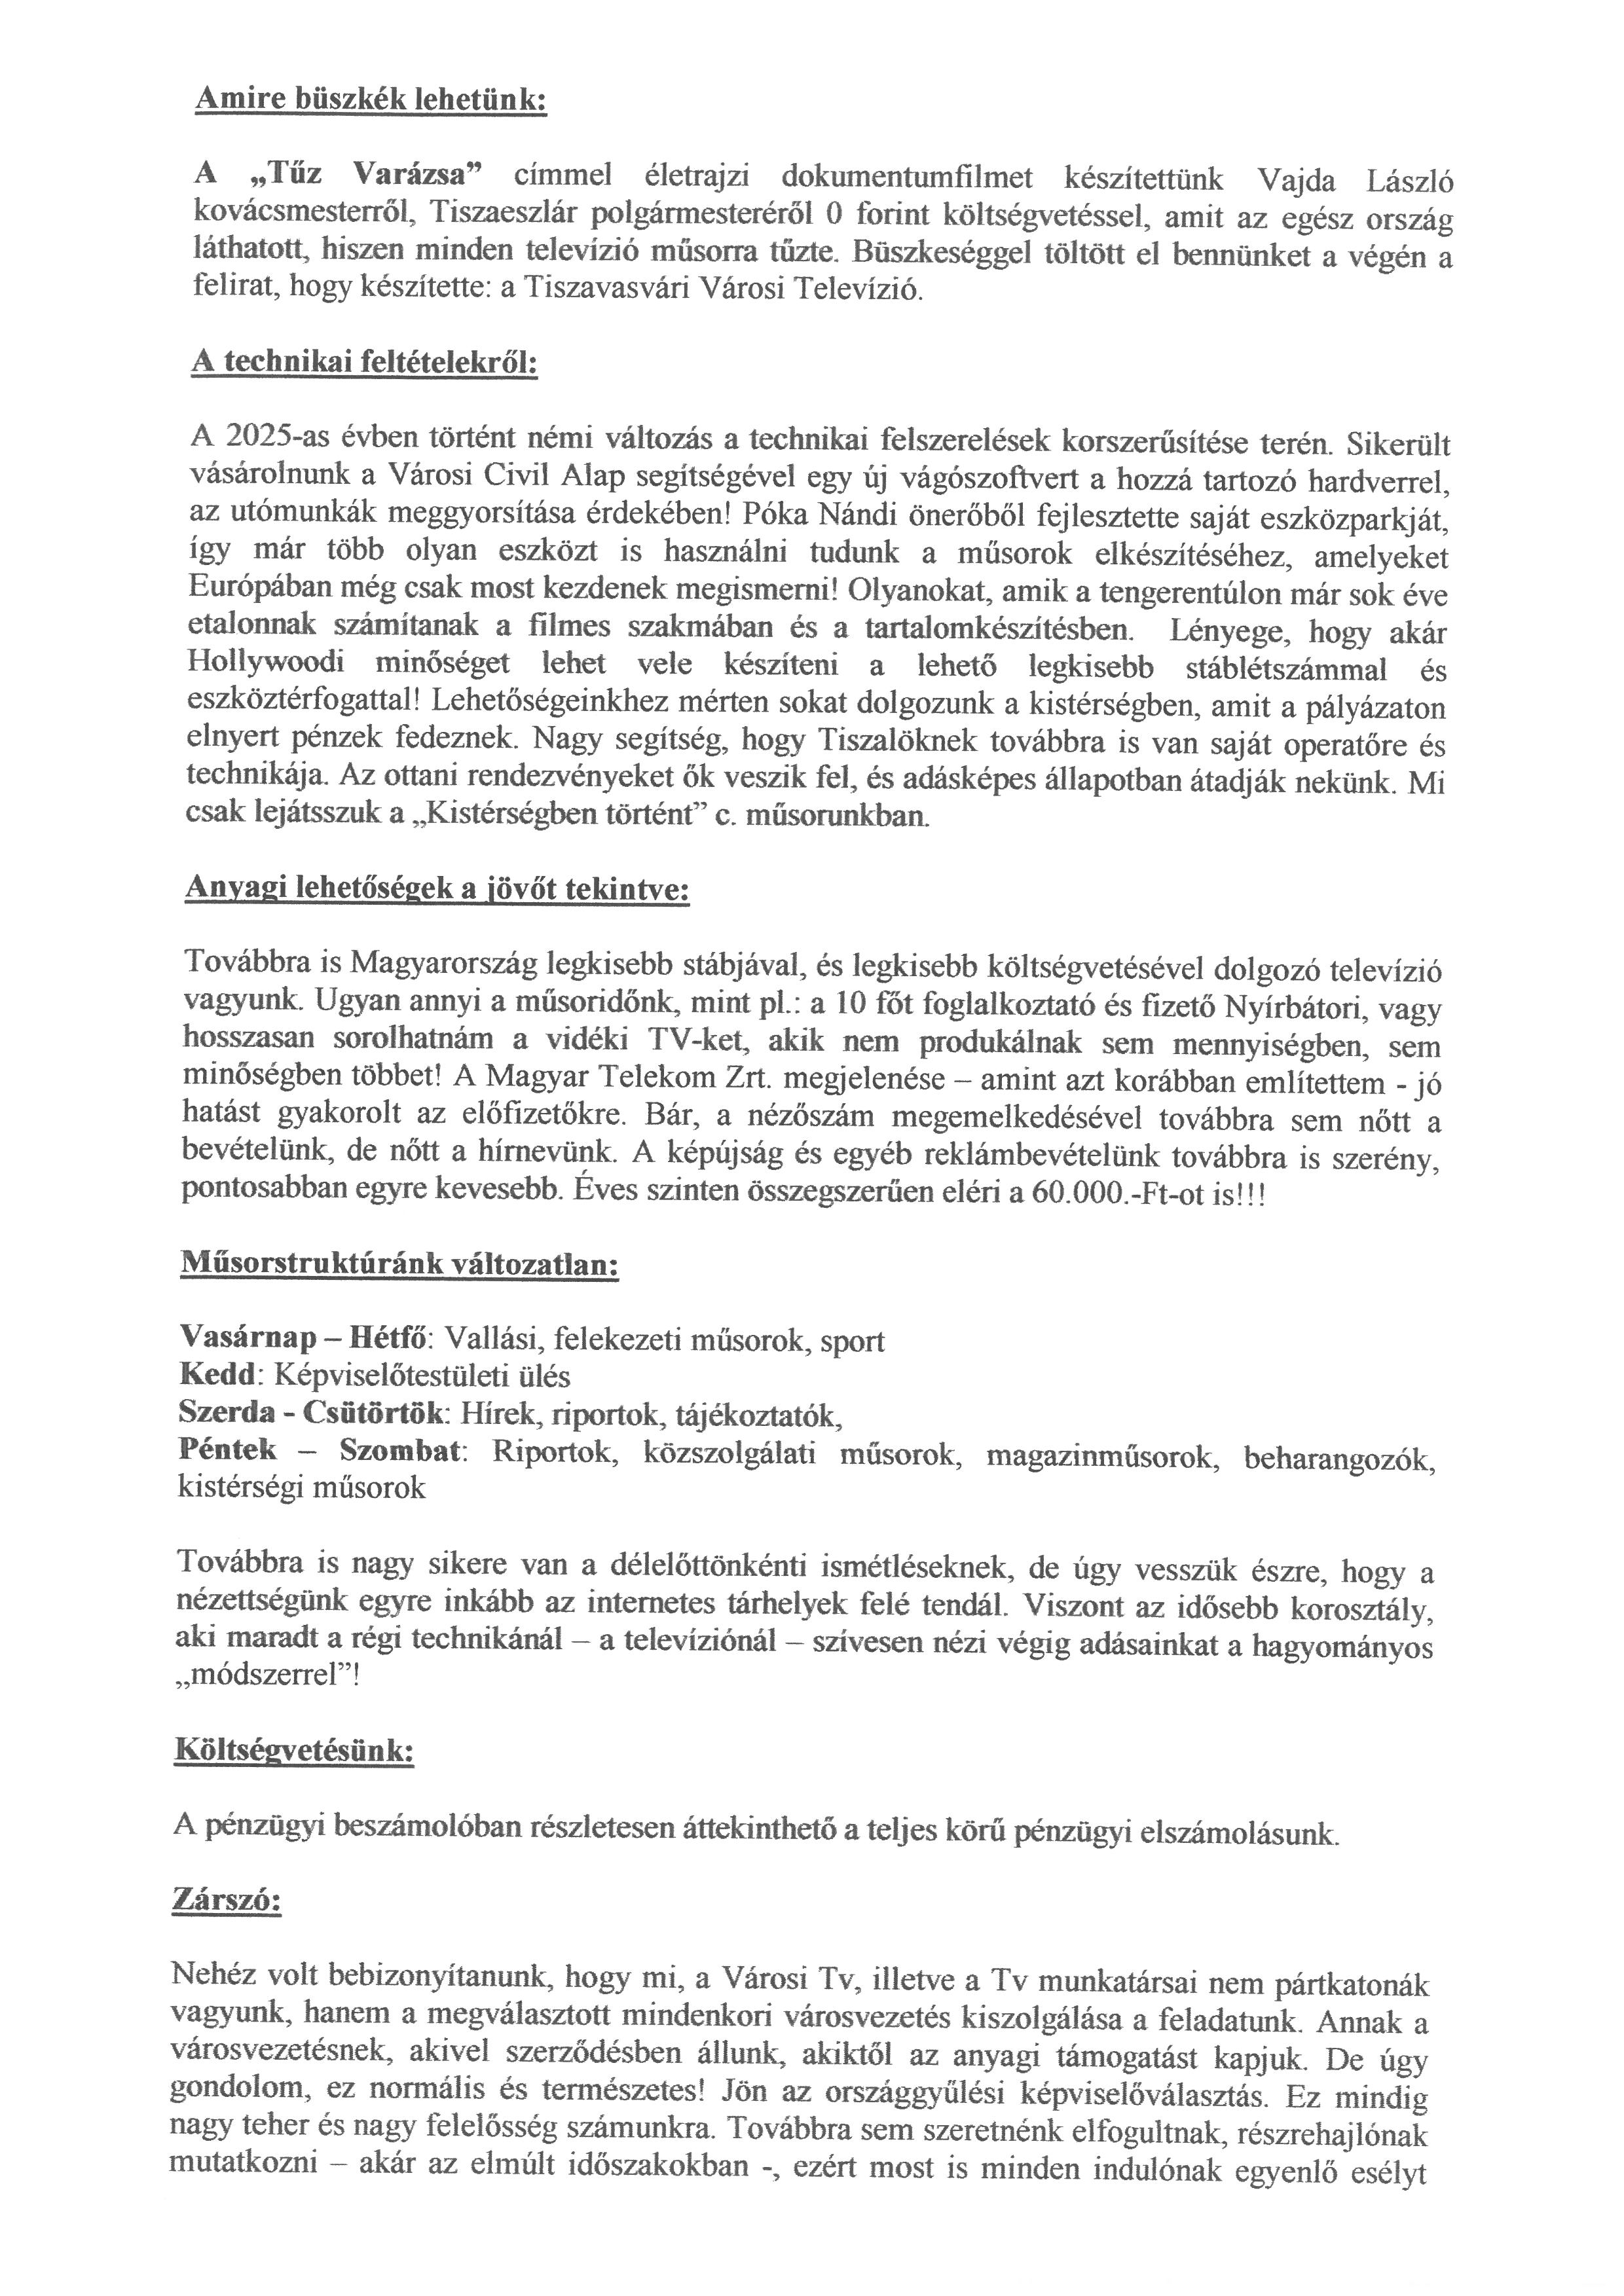 Amire büszkék lehetünk:
A „Tűz Varázsa” címmel életrajzi dokumentumfilmet készítettünk Vajda László
kovácsmesterről, Tiszaeszlár polgármesteréről 0 forint költségvetéssel, amit az egész ország
láthatott, hiszen minden televízió műsorra tűzte. Büszkeséggel töltött el bennünket a végén a
felirat, hogy készítette: a Tiszavasvári Városi Televízió.
A technikai feltételekről:
A 2025-as évben történt némi változás a technikai felszerelések korszerűsítése terén. Sikerült
vásárolnunk a Városi Civil Alap segítségével egy új vágószoftvert a hozzá tartozó hardverrel,
az utómunkák meggyorsítása érdekében! Póka Nándi önerőből fejlesztette saját eszközparkját,
így már több olyan eszközt is használni tudunk a műsorok elkészítéséhez, amelyeket
Európában még csak most kezdenek megismerni! Olyanokat, amik a tengerentúlon már sok éve
etalonnak számítanak a filmes szakmában és a tartalomkészítésben. Lényege, hogy akár
Hollywoodi minőséget lehet vele készíteni a lehető legkisebb stáblétszámmal és
eszköztérfogattal! Lehetőségeinkhez mérten sokat dolgozunk a kistérségben, amit a pályázaton
elnyert pénzek fedeznek. Nagy segítség, hogy Tiszalöknek továbbra is van saját operatőre és
technikája. Az ottani rendezvényeket ők veszik fel, és adásképes állapotban átadják nekünk. Mi
csak lejátsszuk a „Kistérségben történt” c. műsorunkban.
Anyagi lehetőségek a jövőt tekintve:
Továbbra is Magyarország legkisebb stábjával, és legkisebb költségvetésével dolgozó televízió
vagyunk. Ugyan annyi a műsoridőnk, mint pl.: a 10 főt foglalkoztató és fizető Nyírbátori, vagy
hosszasan sorolhatnám a vidéki TV-ket, akik nem produkálnak sem mennyiségben, sem
minőségben többet! A Magyar Telekom Zrt. megjelenése – amint azt korábban említettem - jó
hatást gyakorolt az előfizetőkre. Bár, a nézőszám megemelkedésével továbbra sem nőtt a
bevételünk, de nőtt a hírnevünk. A képújság és egyéb reklámbevételünk továbbra is szerény,
pontosabban egyre kevesebb. Éves szinten összegszerűen eléri a 60.000.-Ft-ot is!!!
Műsorstruktúránk változatlan:
Vasárnap – Hétfő: Vallási, felekezeti műsorok, sport
Kedd: Képviselőtestületi ülés
Szerda - Csütörtök: Hírek, riportok, tájékoztatók,
Péntek – Szombat: Riportok, közszolgálati műsorok, magazinműsorok, beharangozók,
kistérségi műsorok
Továbbra is nagy sikere van a délelőttönkénti ismétléseknek, de úgy vesszük észre, hogy a
nézettségünk egyre inkább az internetes tárhelyek felé tendál. Viszont az idősebb korosztály,
aki maradt a régi technikánál – a televíziónál – szívesen nézi végig adásainkat a hagyományos
„módszerrel”!
Költségvetésünk:
A pénzügyi beszámolóban részletesen áttekinthető a teljes körű pénzügyi elszámolásunk.
Zárszó:
Nehéz volt bebizonyítanunk, hogy mi, a Városi Tv, illetve a Tv munkatársai nem pártkatonák
vagyunk, hanem a megválasztott mindenkori városvezetés kiszolgálása a feladatunk. Annak a
városvezetésnek, akivel szerződésben állunk, akiktől az anyagi támogatást kapjuk. De úgy
gondolom, ez normális és természetes! Jön az országgyűlési képviselőválasztás. Ez mindig
nagy teher és nagy felelősség számunkra. Továbbra sem szeretnénk elfogultnak, részrehajlónak
mutatkozni – akár az elmúlt időszakokban -, ezért most is minden indulónak egyenlő esélyt